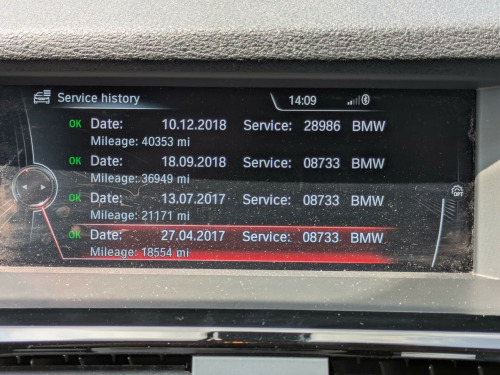 Service history
14:09
OK Date: 10.12.2018 Service: 28986 BMW
Mileage: 40353 mi
OK Date: 18.09.2018 Service: 08733 BMW
Mileage: 36949 mi
OK Date: 13.07.2017 Service: 08733 BMW
Mileage: 21171 mi
OK Date: 27.04.2017 Service: 08733 BMW
Mileage: 18554 mi
OPT